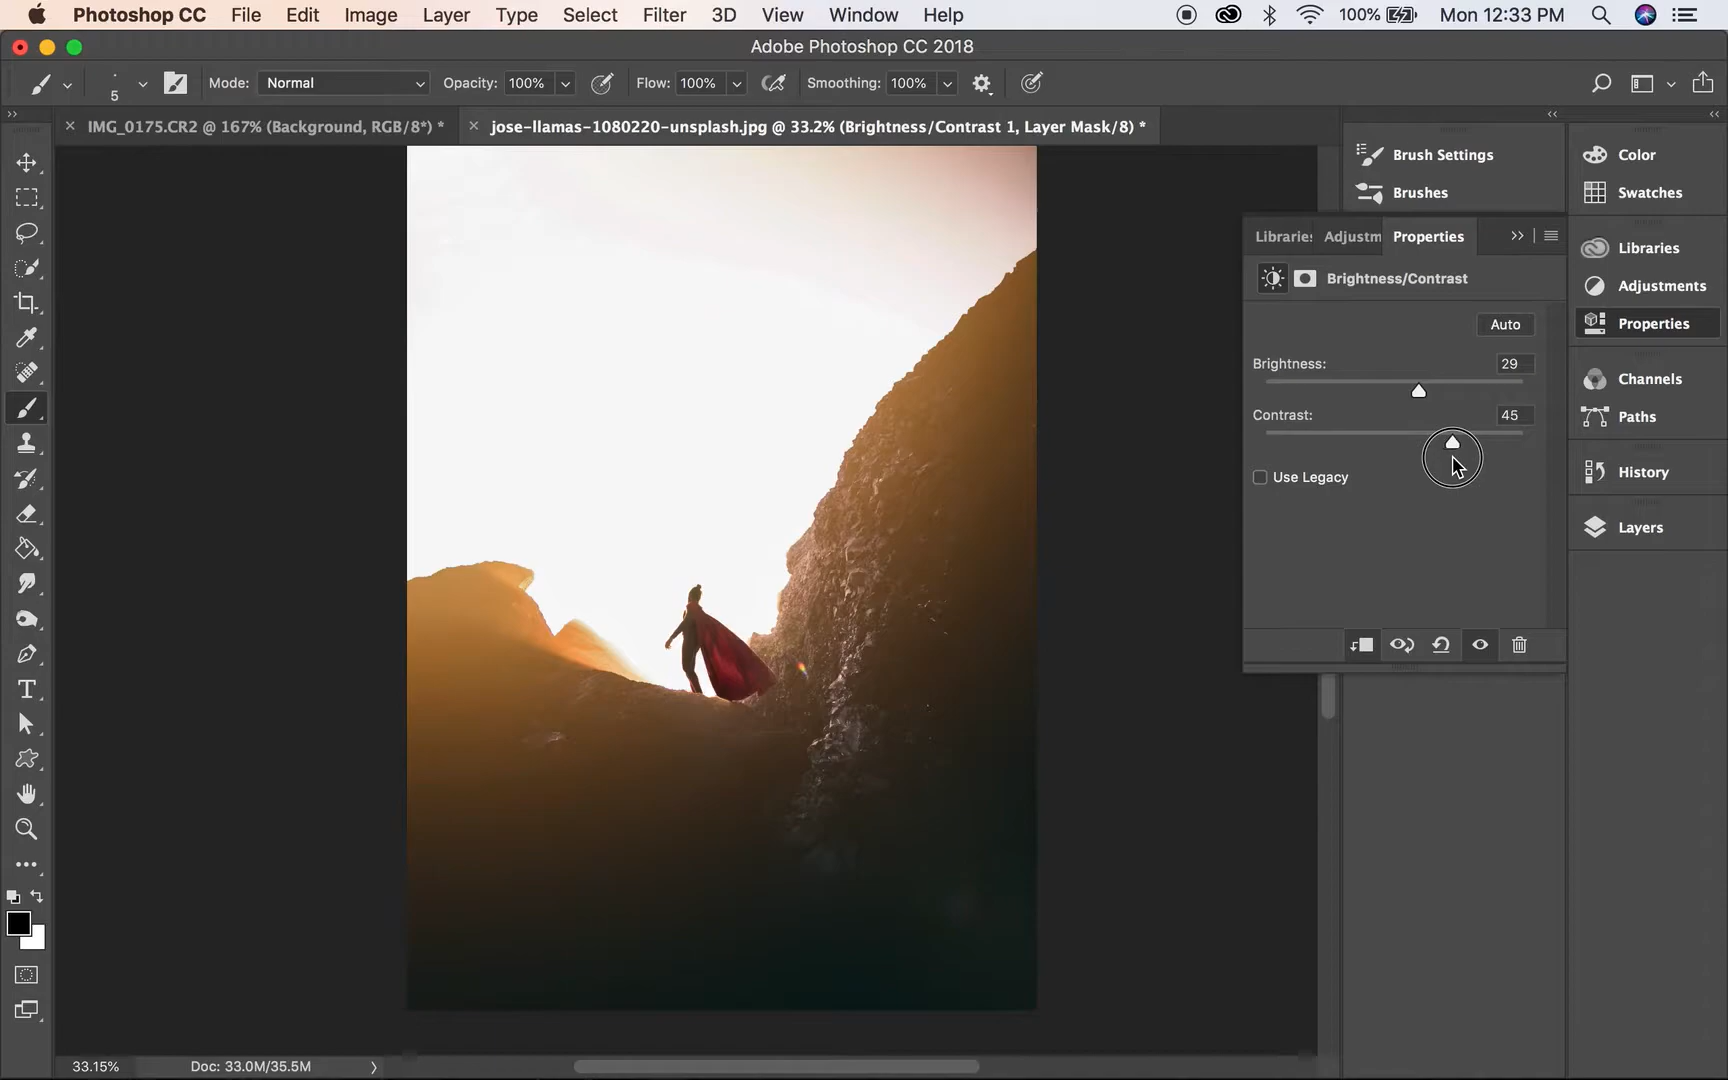 Photoshop CC File Edit Image Layer Type Select Filter 3D View Window Help 100% Mon 12:33 PM
Adobe Photoshop CC 2018
5 Mode: Normal Opacity: 100% Flow: 100% Smoothing: 100%
IMG_0175.CR2 @ 167% (Background, RGB/8*) * jose-llamas-1080220-unsplash.jpg @ 33.2% (Brightness/Contrast 1, Layer Mask/8) *
Brush Settings
Brushes
Color
Swatches
Libraries
Adjustments
Properties
Channels
Paths
History
Layers
Librarie: Adjustm Properties
Brightness/Contrast
Auto
Brightness: 29
Contrast: 45
Use Legacy
T
33.15% Doc: 33.0M/35.5M